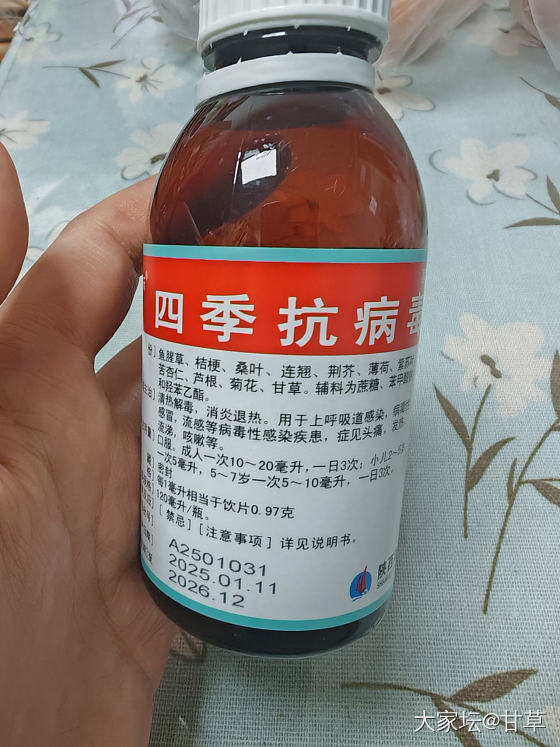 四季抗病毒
份］鱼腥草、桔梗、桑叶、连翘、荆芥、薄荷、紫苏叶
苦杏仁、芦根、菊花、甘草。辅料为蔗糖、苯甲酸钠
和羟苯乙酯。
清热解毒，消炎退热。用于上呼吸道感染，病毒性
感冒，流感等病毒性感染疾患，症见头痛，发热
流涕，咳嗽等。
口服。成人一次10～20毫升，一日3次；小儿2～5岁
一次5毫升，5～7岁一次5～10毫升，一日3次。
密封
每1毫升相当于饮片0.97克
120毫升/瓶。
［禁忌］［注意事项］详见说明书。
A2501031
2025.01.11
2026.12
陕西
大家坛@甘草